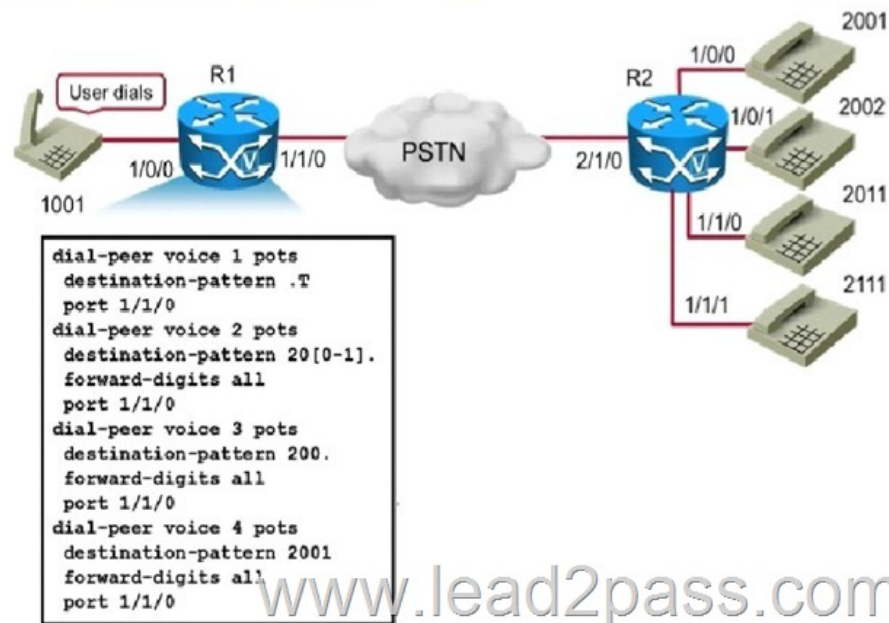 2001
1/0/0
R1
R2
User dials
2002
1/0/1
PSTN
1/0/0
1/1/0
2/1/0
1001
2011
1/1/0
2111
1/1/1
dial-peer voice 1 pots
destination-pattern .T
port 1/1/0
dial-peer voice 2 pots
destination-pattern 20[0-1].
forward-digits all
port 1/1/0
dial-peer voice 3 pots
destination-pattern 200.
forward-digits all
port 1/1/0
dial-peer voice 4 pots
destination-pattern 2001
forward-digits all
port 1/1/0
www.lead2pass.com
V
V